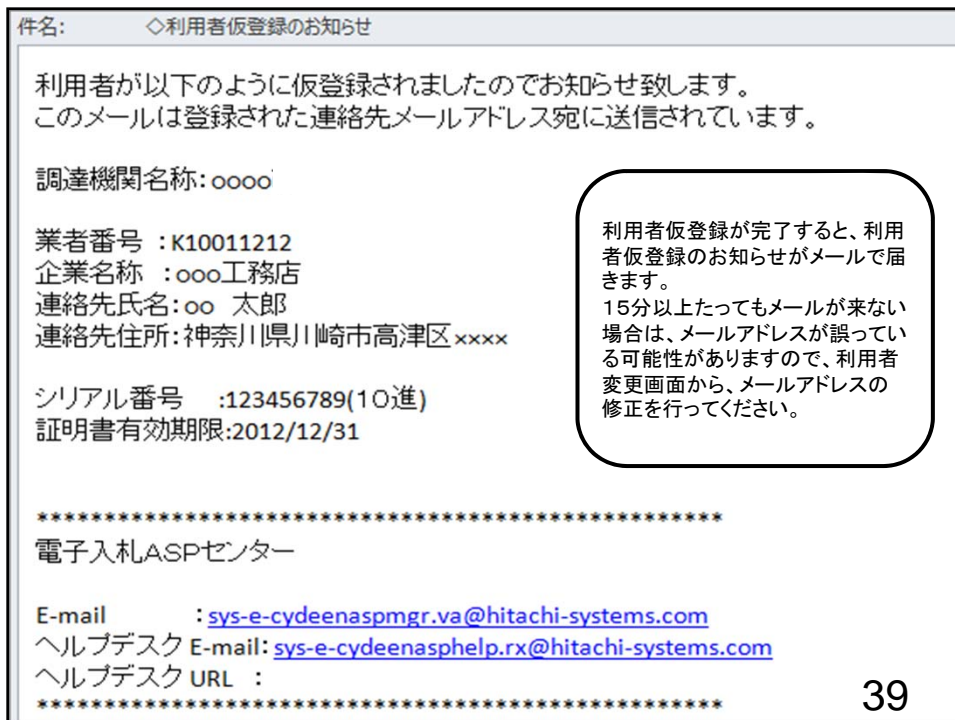 件名: ◇利用者仮登録のお知らせ
利用者が以下のように仮登録されましたのでお知らせ致します。
このメールは登録された連絡先メールアドレス宛に送信されています。
調達機関名称:oooo
業者番号 :K10011212
企業名称 :ooo工務店
連絡先氏名:oo 太郎
連絡先住所:神奈川県川崎市高津区xxxx
シリアル番号 :123456789(10進)
証明書有効期限:2012/12/31
利用者仮登録が完了すると、利用
者仮登録のお知らせがメールで届
きます。
15分以上たってもメールが来ない
場合は、メールアドレスが誤ってい
る可能性がありますので、利用者
変更画面から、メールアドレスの
修正を行ってください。
***************************************************
電子入札ASPセンター
E-mail :sys-e-cydeenaspmgr.va@hitachi-systems.com
ヘルプデスク E-mail:sys-e-cydeenasphelp.rx@hitachi-systems.com
ヘルプデスク URL :
***************************************************
39